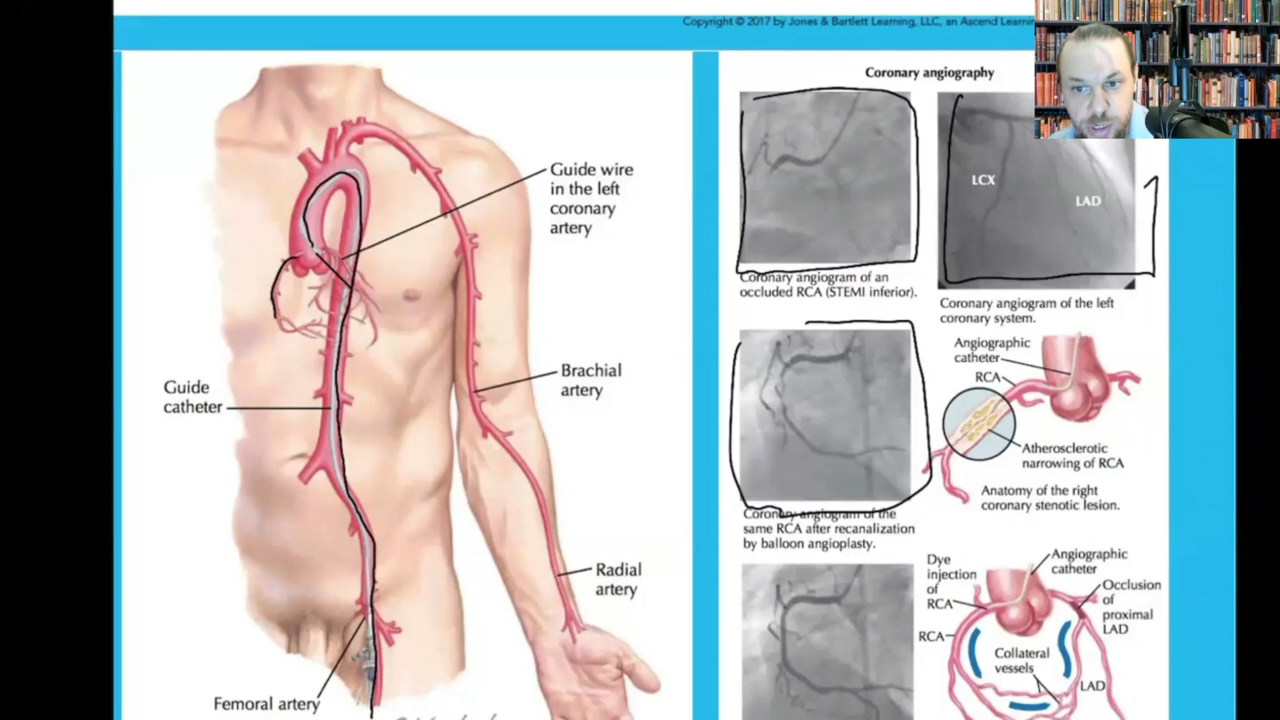 Copyright © 2017 by Jones & Bartlett Learning, LLC, an Ascend
Guide wire
in the left
coronary
artery
Guide
catheter
Brachial
artery
Radial
artery
Femoral artery
Coronary angiography
LCX
LAD
Coronary angiogram of an
occluded RCA (STEMI inferior).
Coronary angiogram of the left
coronary system.
Angiographic
catheter
RCA
Atherosclerotic
narrowing of RCA
Anatomy of the right
coronary stenotic lesion.
Coronary angiogram of the
same RCA after recanalization
by balloon angioplasty.
Dye
injection
of
RCA
Angiographic
catheter
Occlusion
of
proximal
LAD
RCA
Collateral
vessels
LAD